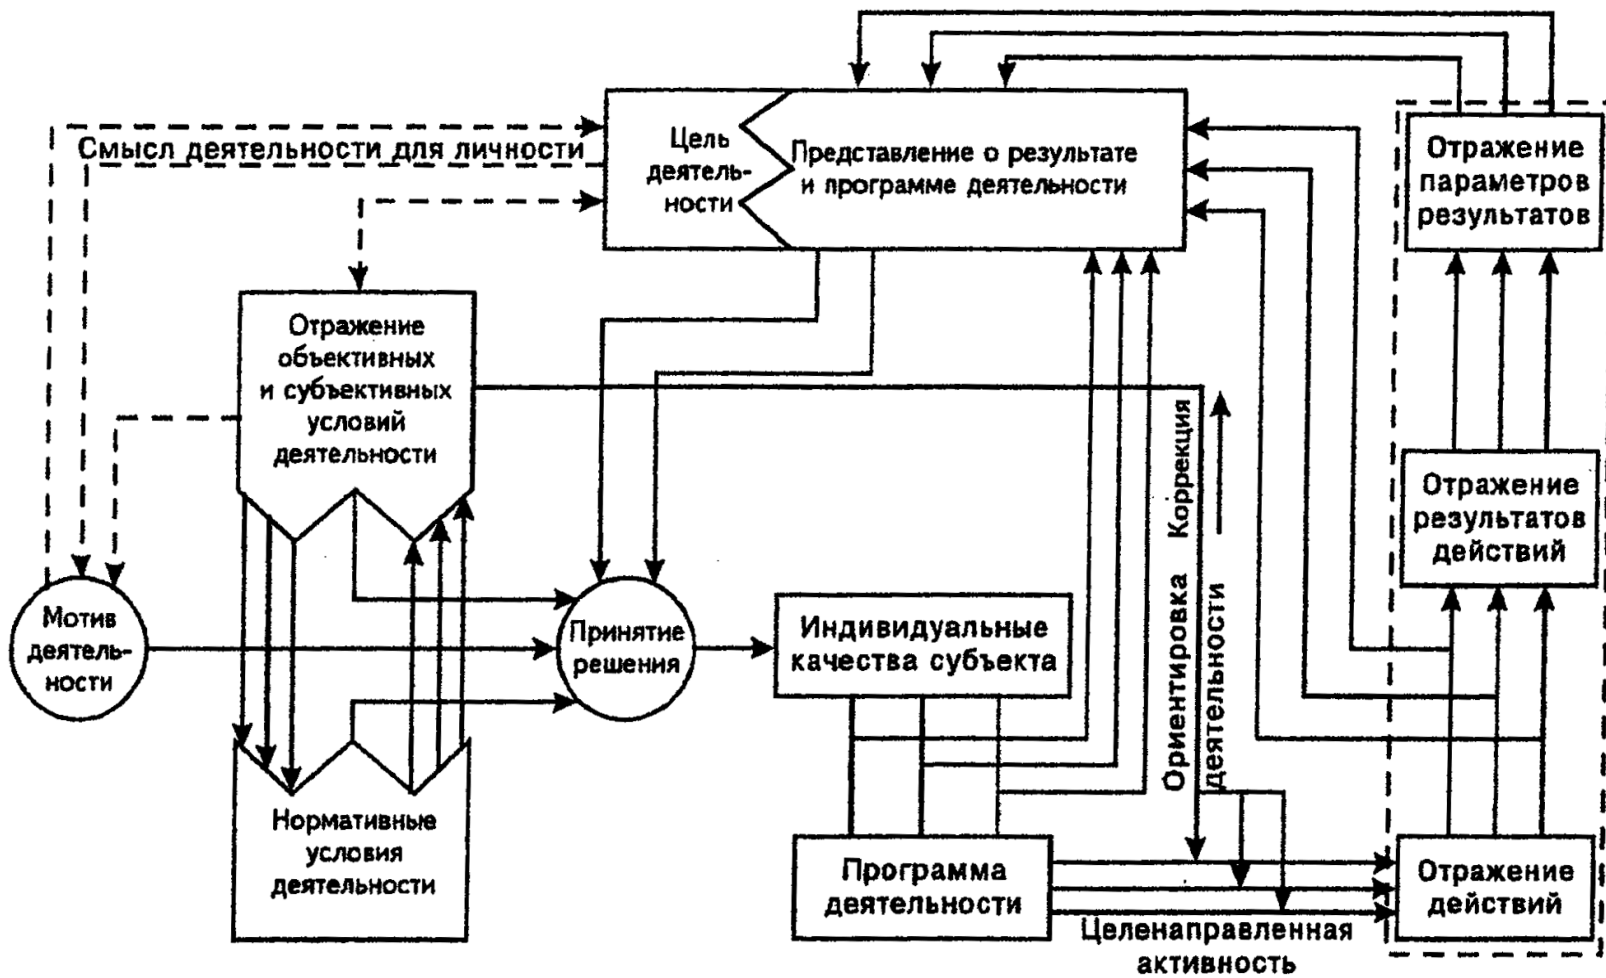 Смысл деятельности для личности
Цель
деятель-
ности
Представление о результате
и программе деятельности
Отражение
параметров
результатов
Отражение
объективных
и субъективных
условий
деятельности
Ориентировка Коррекция
деятельности
Отражение
результатов
действий
Мотив
деятель-
ности
Принятие
решения
Индивидуальные
качества субъекта
Нормативные
условия
деятельности
Программа
деятельности
Отражение
действий
Целенаправленная
активность